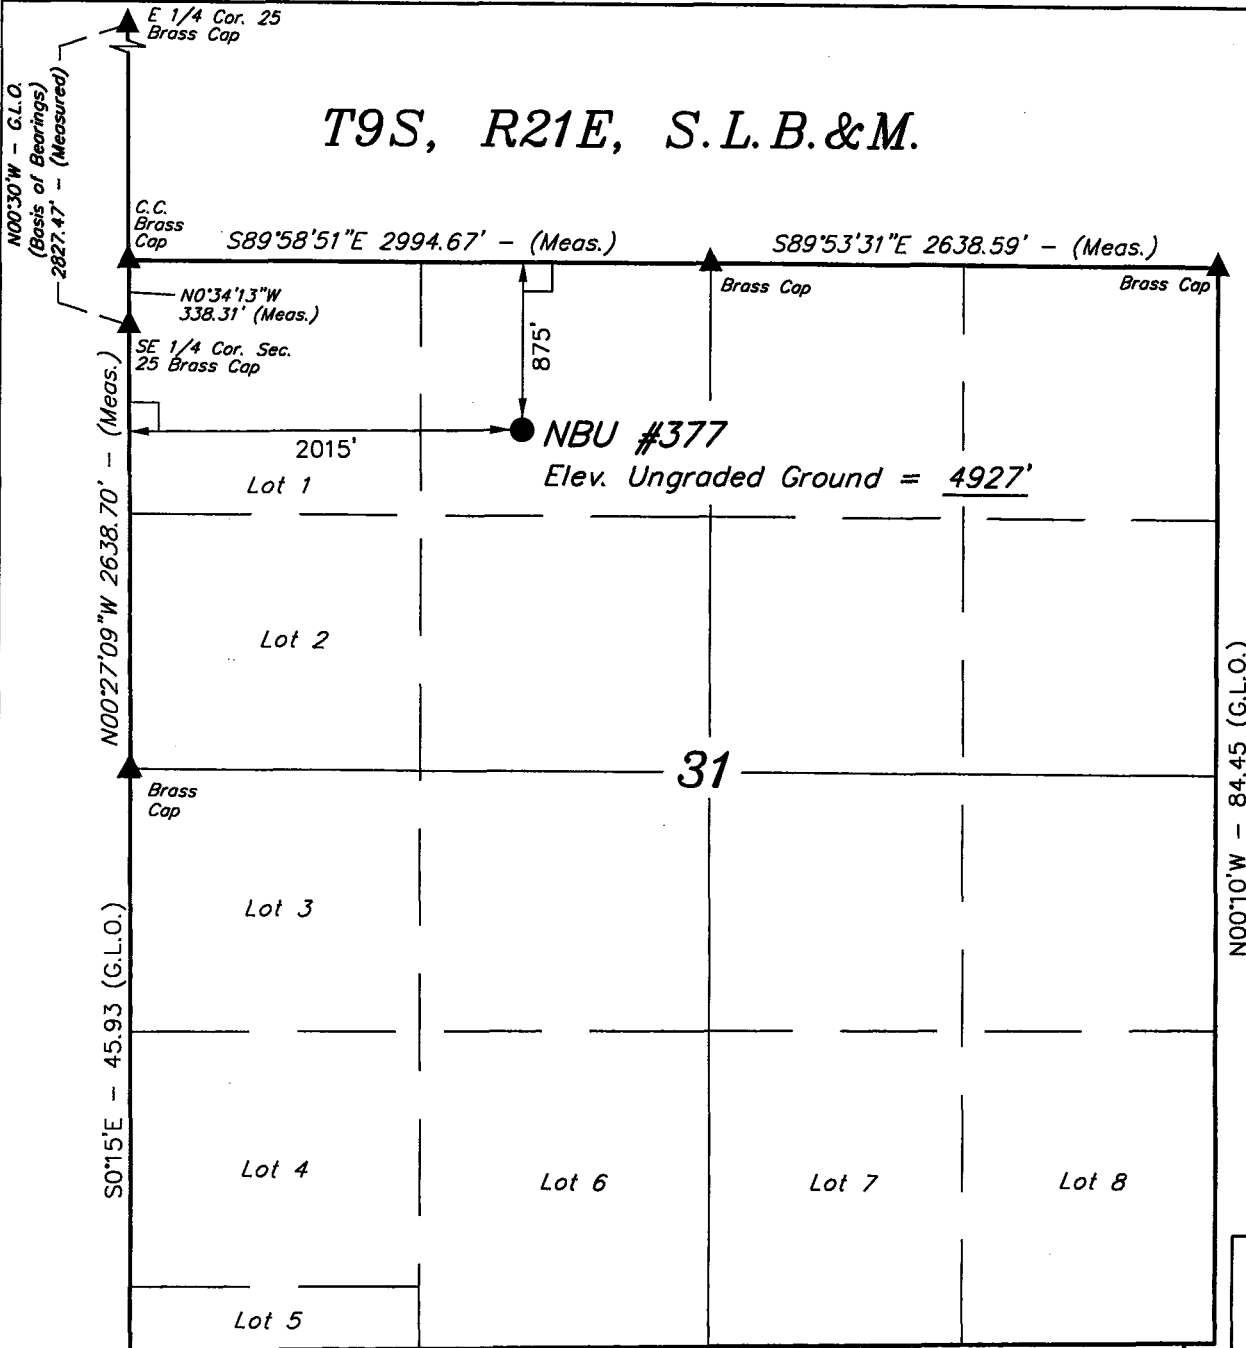 E 1/4 Cor. 25
Brass Cap
N00°30'W - G.L.O.
(Basis of Bearings)
2827.47' - (Measured)
T9S, R21E, S.L.B.&M.
C.C.
Brass
Cap
S89°58'51"E 2994.67' - (Meas.)
S89°53'31"E 2638.59' - (Meas.)
Brass Cap
Brass Cap
N0°34'13"W
338.31' (Meas.)
SE 1/4 Cor. Sec.
25 Brass Cap
875'
2015'
NBU #377
Elev. Ungraded Ground = 4927'
N00°27'09"W 2638.70' - (Meas.)
Lot 1
Lot 2
31
Brass
Cap
N00°10'W - 84.45 (G.L.O.)
Lot 3
S0°15'E - 45.93 (G.L.O.)
Lot 4
Lot 6
Lot 7
Lot 8
Lot 5